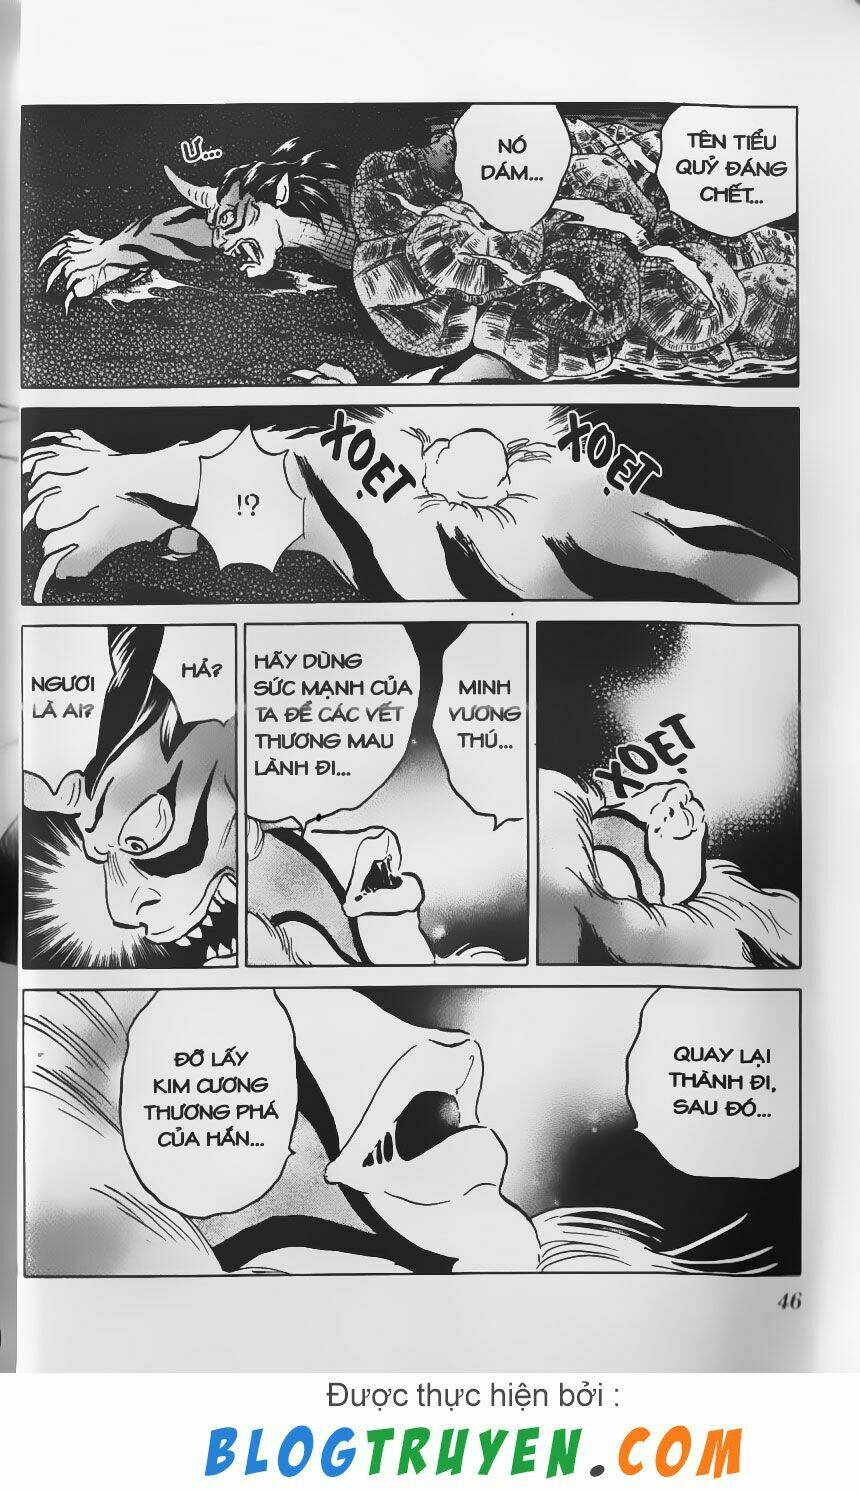 TÊN TIỂU
QUỶ ĐÁNG
CHẾT...
NÓ
DÁM...
Ư...
XOẸT
!?
XOẸT
XOẸT
MINH
VƯƠNG
THÚ...
HÃY DÙNG
SỨC MẠNH CỦA
TA ĐỂ CÁC VẾT
THƯƠNG MAU
LÀNH ĐI...
HẢ?
NGƯƠI
LÀ AI?
QUAY LẠI
THÀNH ĐI,
SAU ĐÓ...
ĐỠ LẤY
KIM CƯƠNG
THƯƠNG PHÁ
CỦA HẮN...
46
Được thực hiện bởi :
BLOGTRUYEN.COM